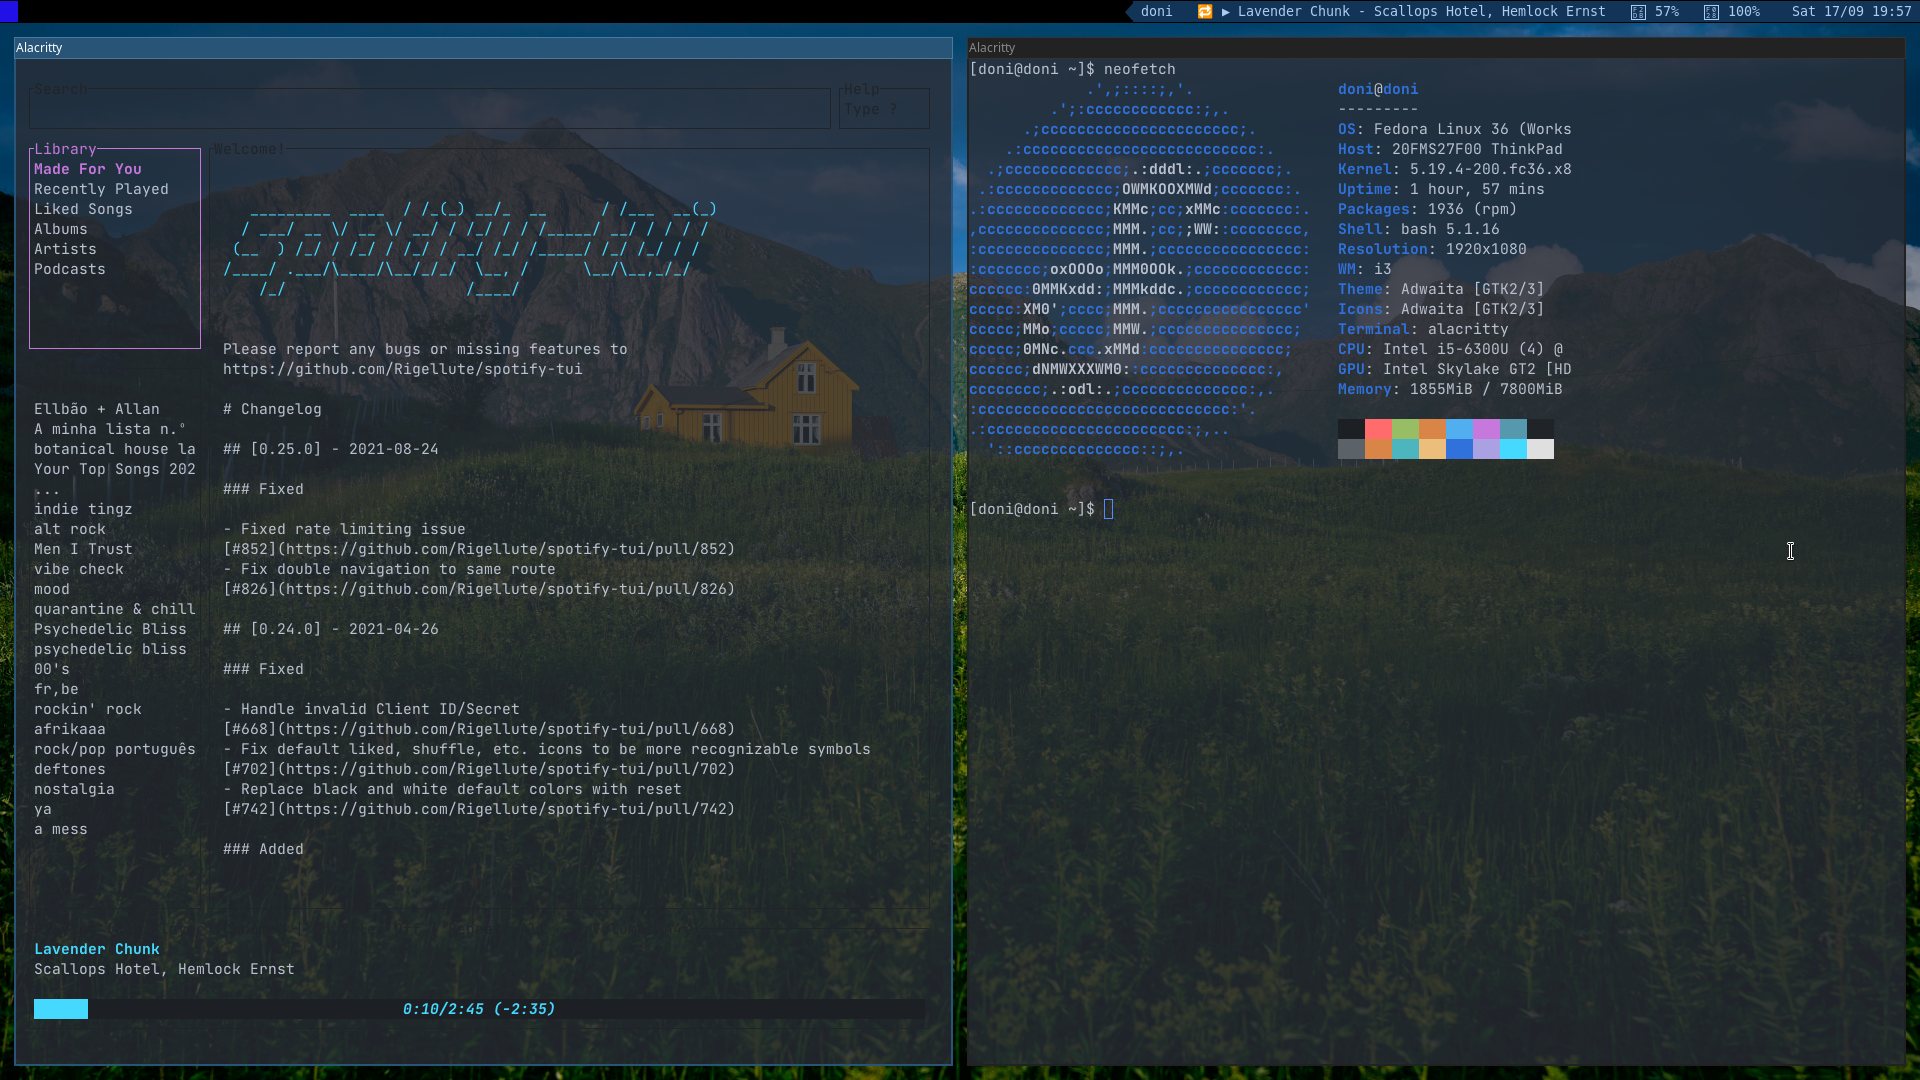 doni 🔁 ▶ Lavender Chunk - Scallops Hotel, Hemlock Ernst 57% 100% Sat 17/09 19:57
Alacritty
Search
Help
Type ?
Library
Made For You
Recently Played
Liked Songs
Albums
Artists
Podcasts
Ellbão + Allan
A minha lista n.º
botanical house la
Your Top Songs 202
...
indie tingz
alt rock
Men I Trust
vibe check
mood
quarantine & chill
Psychedelic Bliss
psychedelic bliss
00's
fr,be
rockin' rock
afrikaaa
rock/pop português
deftones
nostalgia
ya
a mess
Welcome!
spotify-tui
Please report any bugs or missing features to
https://github.com/Rigellute/spotify-tui
# Changelog
## [0.25.0] - 2021-08-24
### Fixed
- Fixed rate limiting issue
[#852](https://github.com/Rigellute/spotify-tui/pull/852)
- Fix double navigation to same route
[#826](https://github.com/Rigellute/spotify-tui/pull/826)
## [0.24.0] - 2021-04-26
### Fixed
- Handle invalid Client ID/Secret
[#668](https://github.com/Rigellute/spotify-tui/pull/668)
- Fix default liked, shuffle, etc. icons to be more recognizable symbols
[#702](https://github.com/Rigellute/spotify-tui/pull/702)
- Replace black and white default colors with reset
[#742](https://github.com/Rigellute/spotify-tui/pull/742)
### Added
Lavender Chunk
Scallops Hotel, Hemlock Ernst
0:10/2:45 (-2:35)
Alacritty
[doni@doni ~]$ neofetch
doni@doni
---------
OS: Fedora Linux 36 (Works
Host: 20FMS27F00 ThinkPad
Kernel: 5.19.4-200.fc36.x8
Uptime: 1 hour, 57 mins
Packages: 1936 (rpm)
Shell: bash 5.1.16
Resolution: 1920x1080
WM: i3
Theme: Adwaita [GTK2/3]
Icons: Adwaita [GTK2/3]
Terminal: alacritty
CPU: Intel i5-6300U (4) @
GPU: Intel Skylake GT2 [HD
Memory: 1855MiB / 7800MiB
[doni@doni ~]$